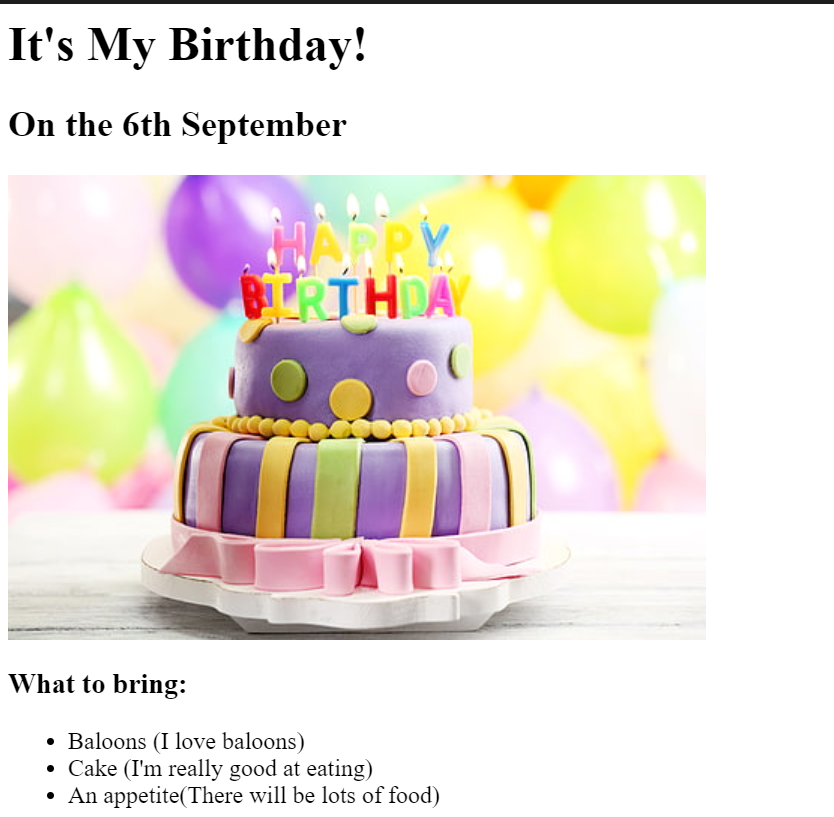 It's My Birthday!
On the 6th September
HAPPY
BIRTHDAY
What to bring:
Baloons (I love baloons)
Cake (I'm really good at eating)
An appetite(There will be lots of food)